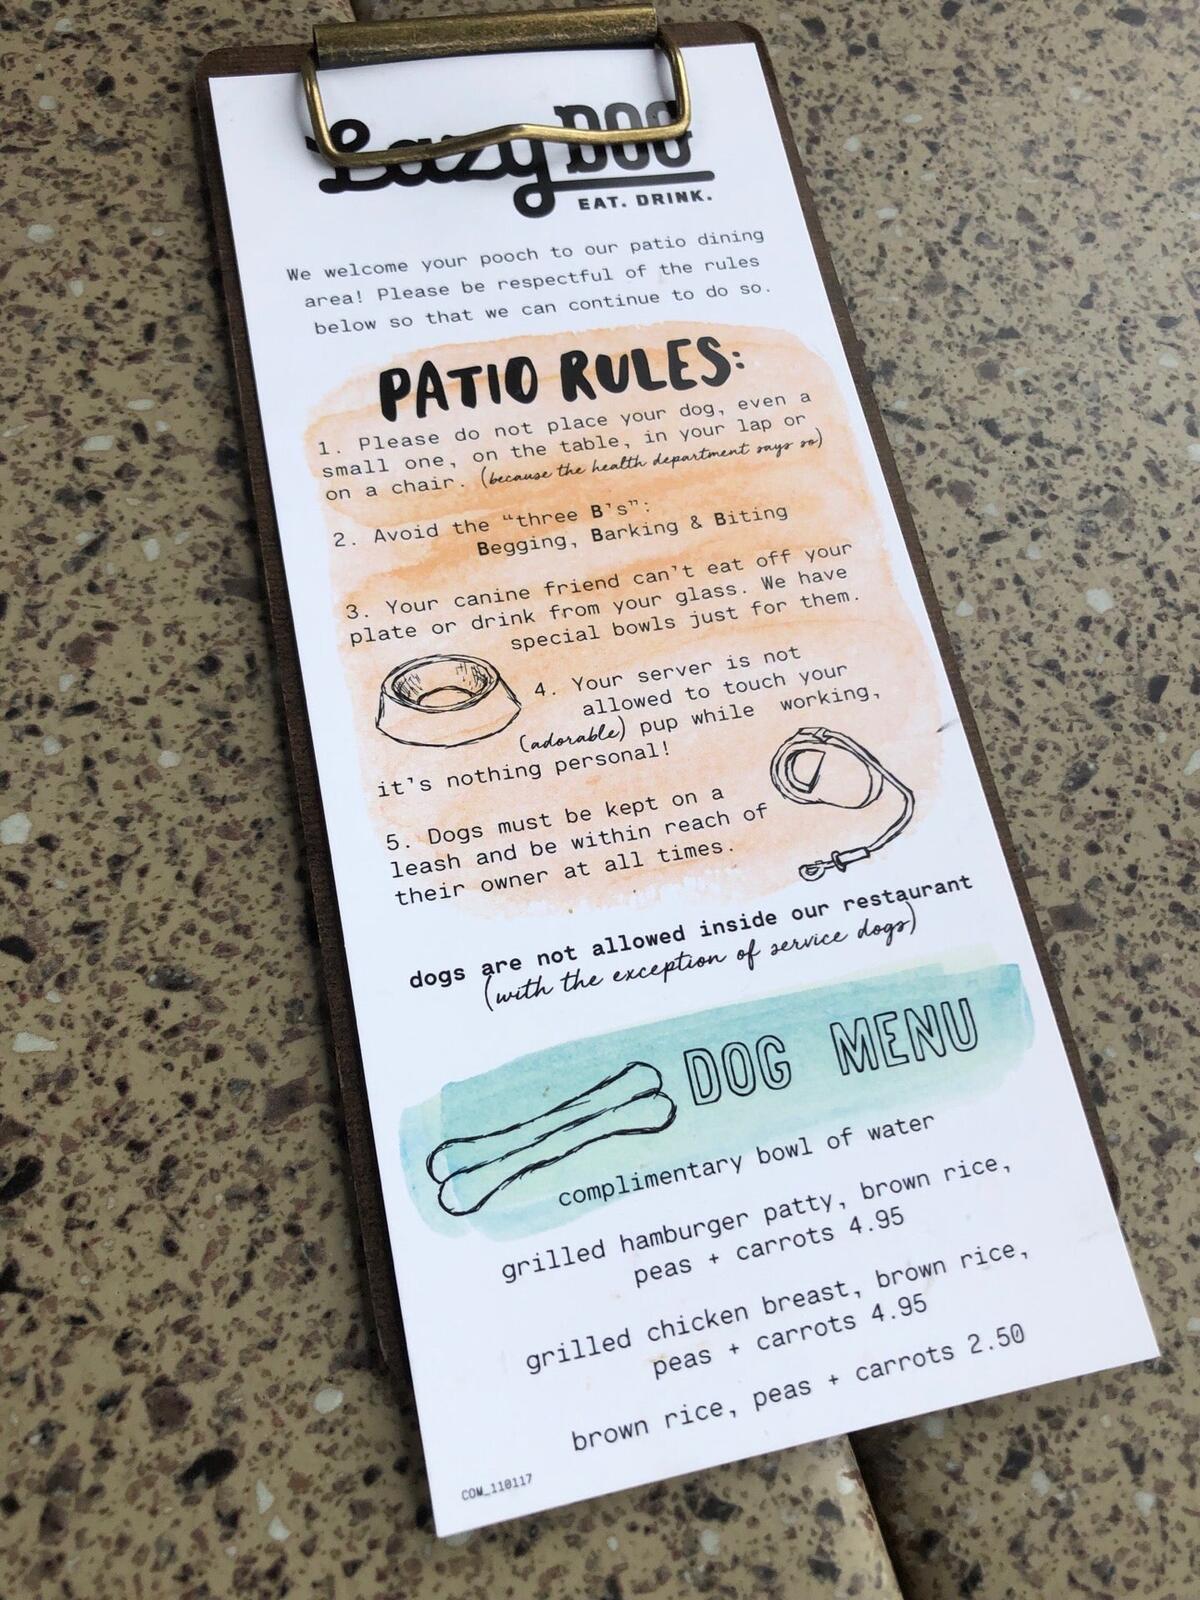 Lazy DOG
EAT. DRINK.
We welcome your pooch to our patio dining
area! Please be respectful of the rules
below so that we can continue to do so.
PATIO RULES:
1. Please do not place your dog, even a
small one, on the table, in your lap or
on a chair. (because the health department says so)
2. Avoid the “three B's”:
Begging, Barking & Biting
3. Your canine friend can't eat off your
plate or drink from your glass. We have
special bowls just for them.
4. Your server is not
allowed to touch your
(adorable) pup while working,
it's nothing personal!
5. Dogs must be kept on a
leash and be within reach of
their owner at all times.
dogs are not allowed inside our restaurant
(with the exception of service dogs)
DOG MENU
complimentary bowl of water
grilled hamburger patty, brown rice,
peas + carrots 4.95
grilled chicken breast, brown rice,
peas + carrots 4.95
brown rice, peas + carrots 2.50
COM_110117